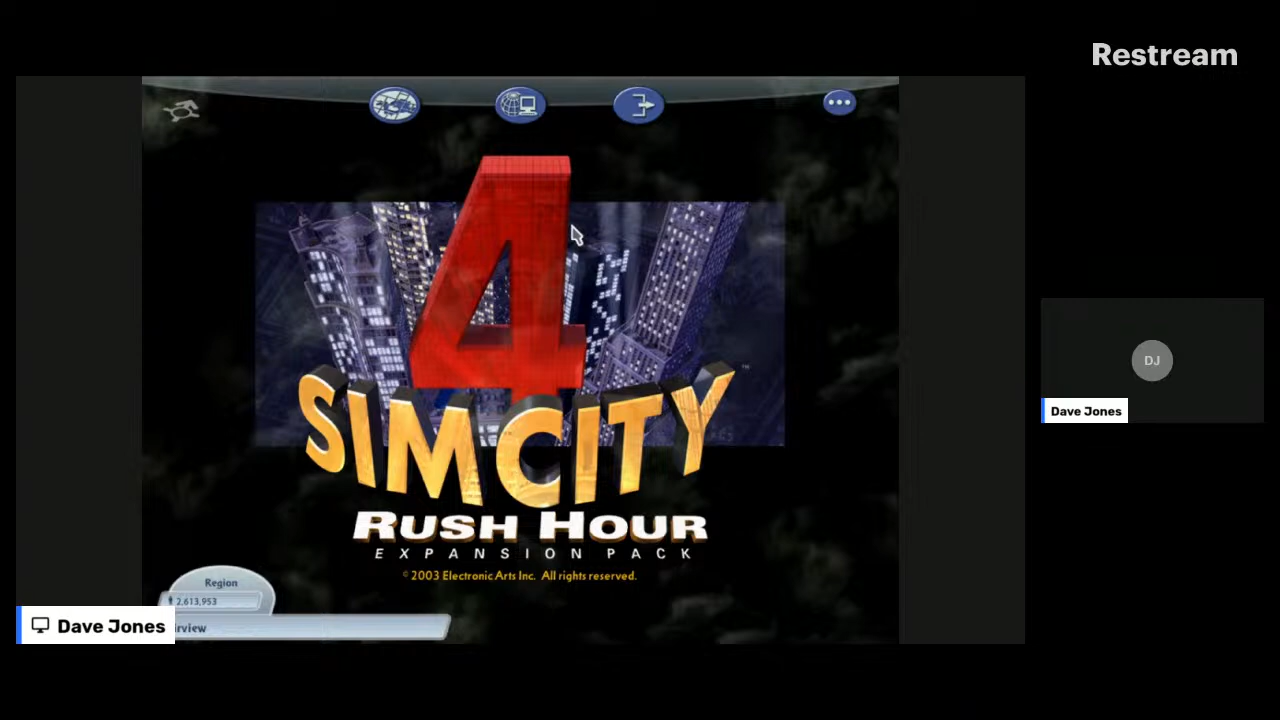 Restream
4
SIMCITY™
RUSH HOUR
EXPANSION PACK
© 2003 Electronic Arts Inc. All rights reserved.
Region
2,613,953
Dave Jones
DJ
Dave Jones